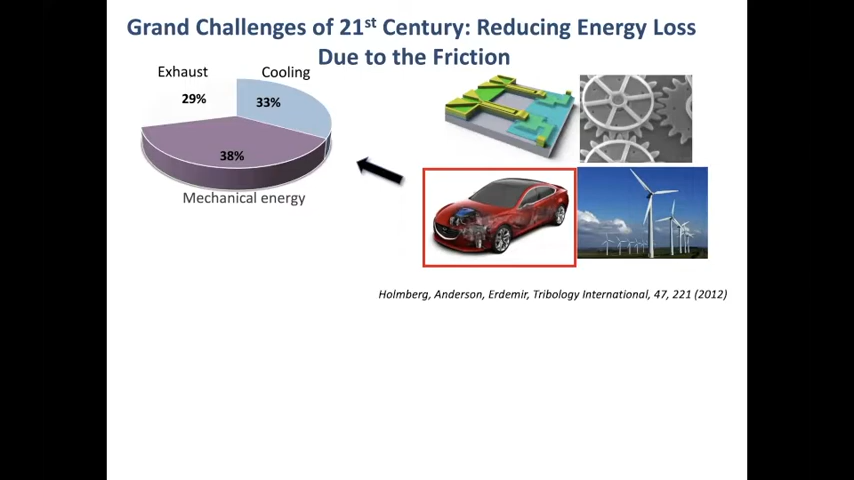 Grand Challenges of 21st Century: Reducing Energy Loss
Due to the Friction
Exhaust
Cooling
29%
33%
38%
Mechanical energy
Holmberg, Anderson, Erdemir, Tribology International, 47, 221 (2012)